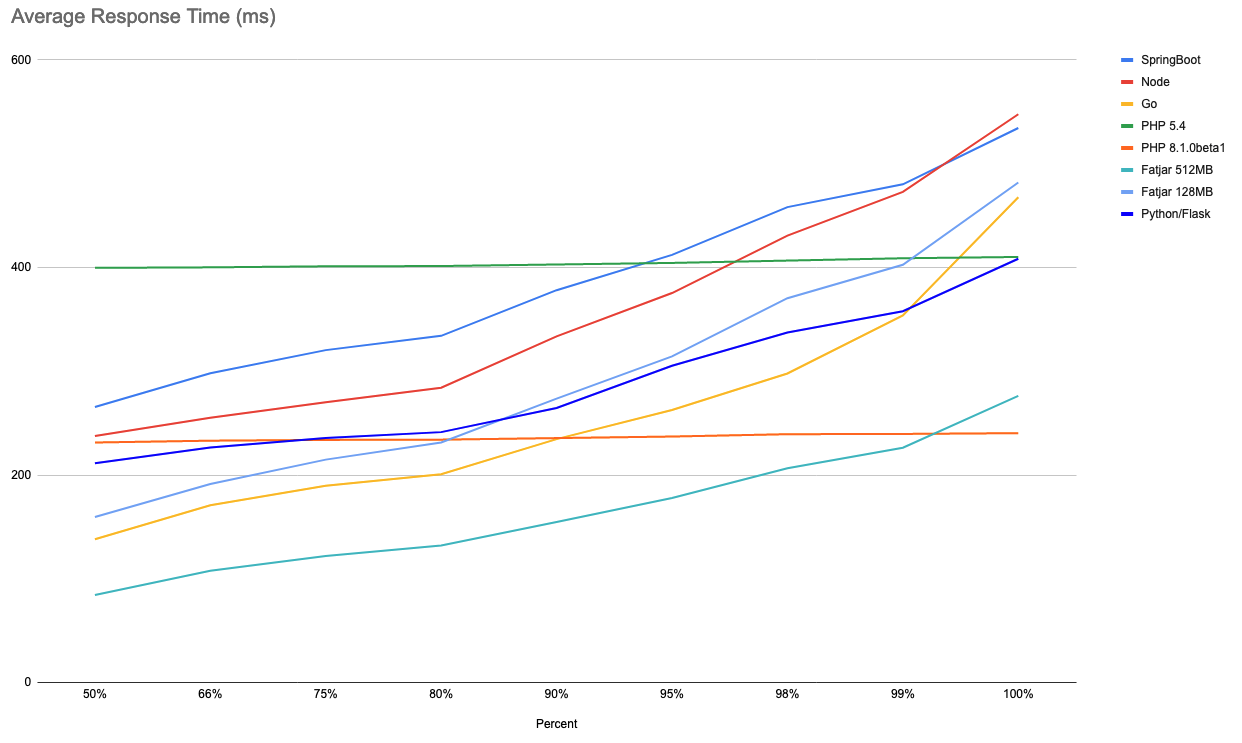 Average Response Time (ms)
600
400
200
0
50%
66%
75%
80%
90%
95%
98%
99%
100%
Percent
SpringBoot
Node
Go
PHP 5.4
PHP 8.1.0beta1
Fatjar 512MB
Fatjar 128MB
Python/Flask